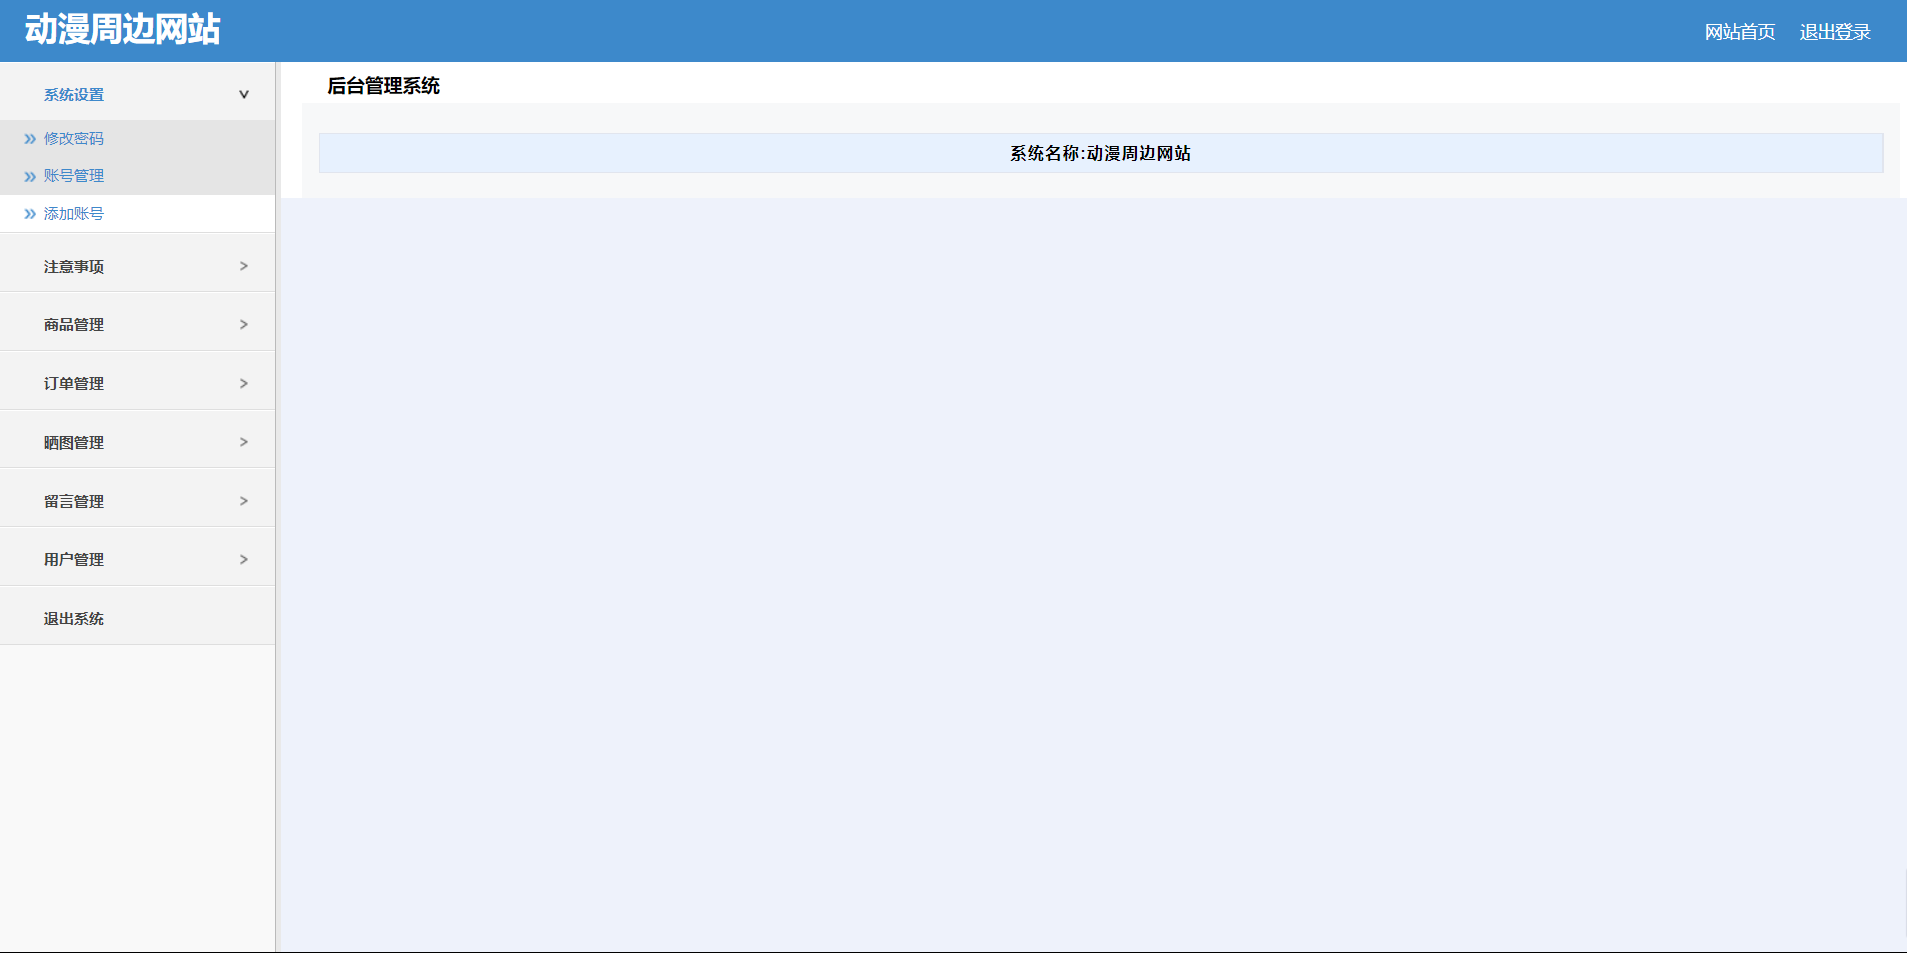 动漫周边网站
网站首页 退出登录
系统设置
修改密码
账号管理
添加账号
注意事项
商品管理
订单管理
晒图管理
留言管理
用户管理
退出系统
后台管理系统
系统名称:动漫周边网站